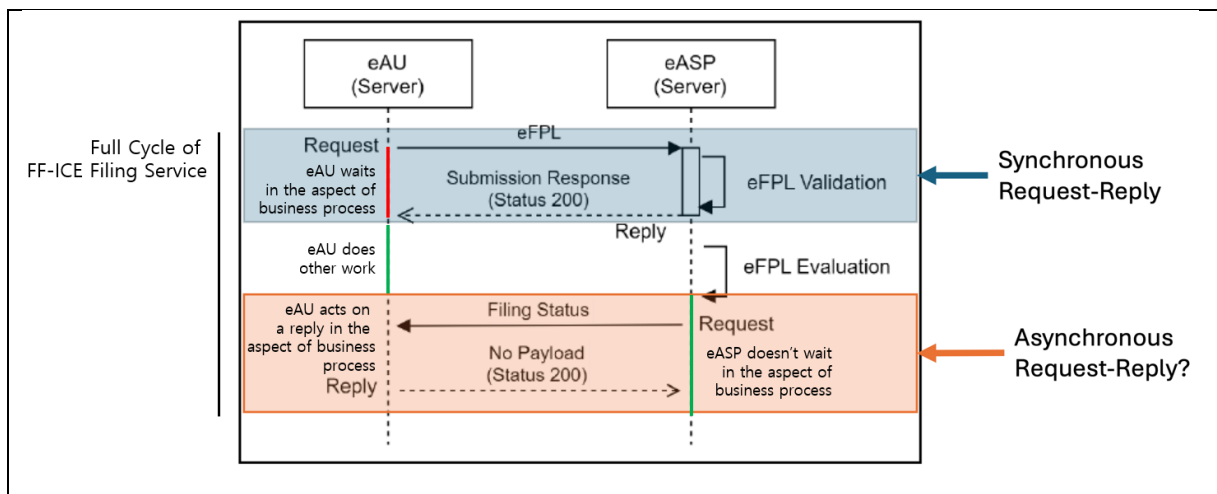 eAU
(Server)
eASP
(Server)
Full Cycle of
FF-ICE Filing Service
Request
eFPL
eAU waits
in the aspect of
business process
Submission Response
(Status 200)
eFPL Validation
Reply
Synchronous
Request-Reply
eAU does
other work
eFPL Evaluation
eAU acts on
a reply in the
aspect of business
process
Filing Status
Request
No Payload
(Status 200)
eASP doesn't wait
in the aspect of
business process
Reply
Asynchronous
Request-Reply?